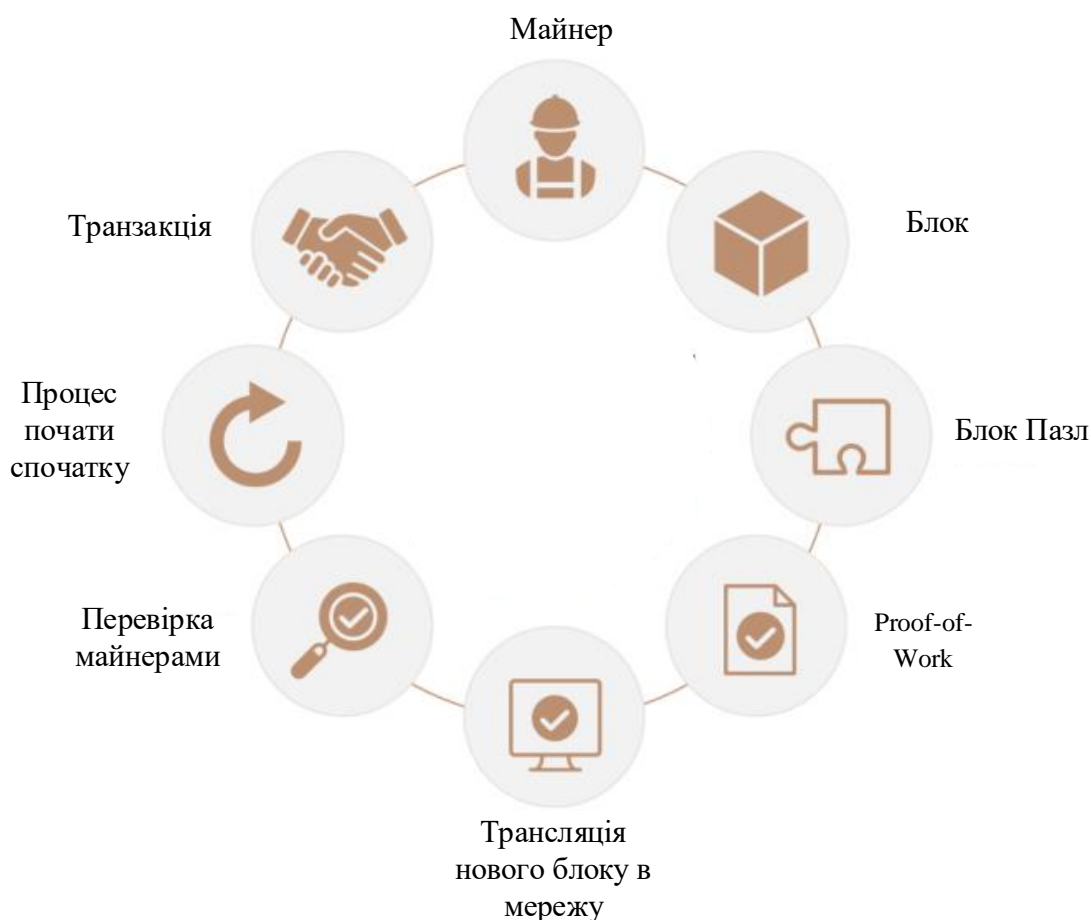 Майнер
Транзакція
Блок
Процес
почати
спочатку
Блок Пазл
Перевірка
майнерами
Proof-of-
Work
Трансляція
нового блоку в
мережу